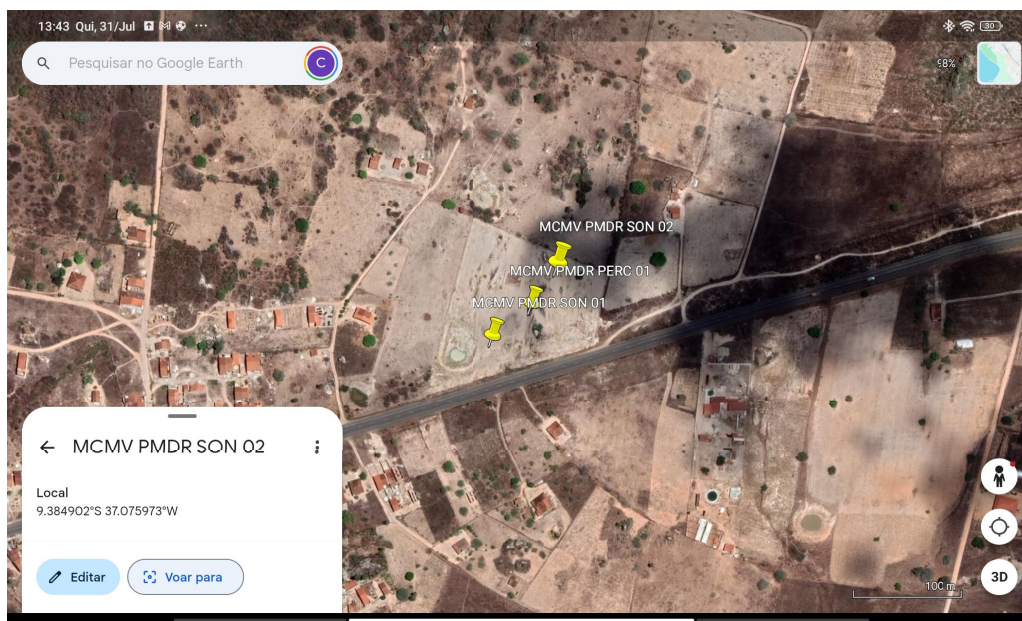 13:43 Qui, 31/Jul
30
Pesquisar no Google Earth
C
98%
MCMV PMDR SON 02
MCMV PMDR PERC 01
MCMV PMDR SON 01
MCMV PMDR SON 02
Local
9.384902°S 37.075973°W
Editar
Voar para
100 m
3D